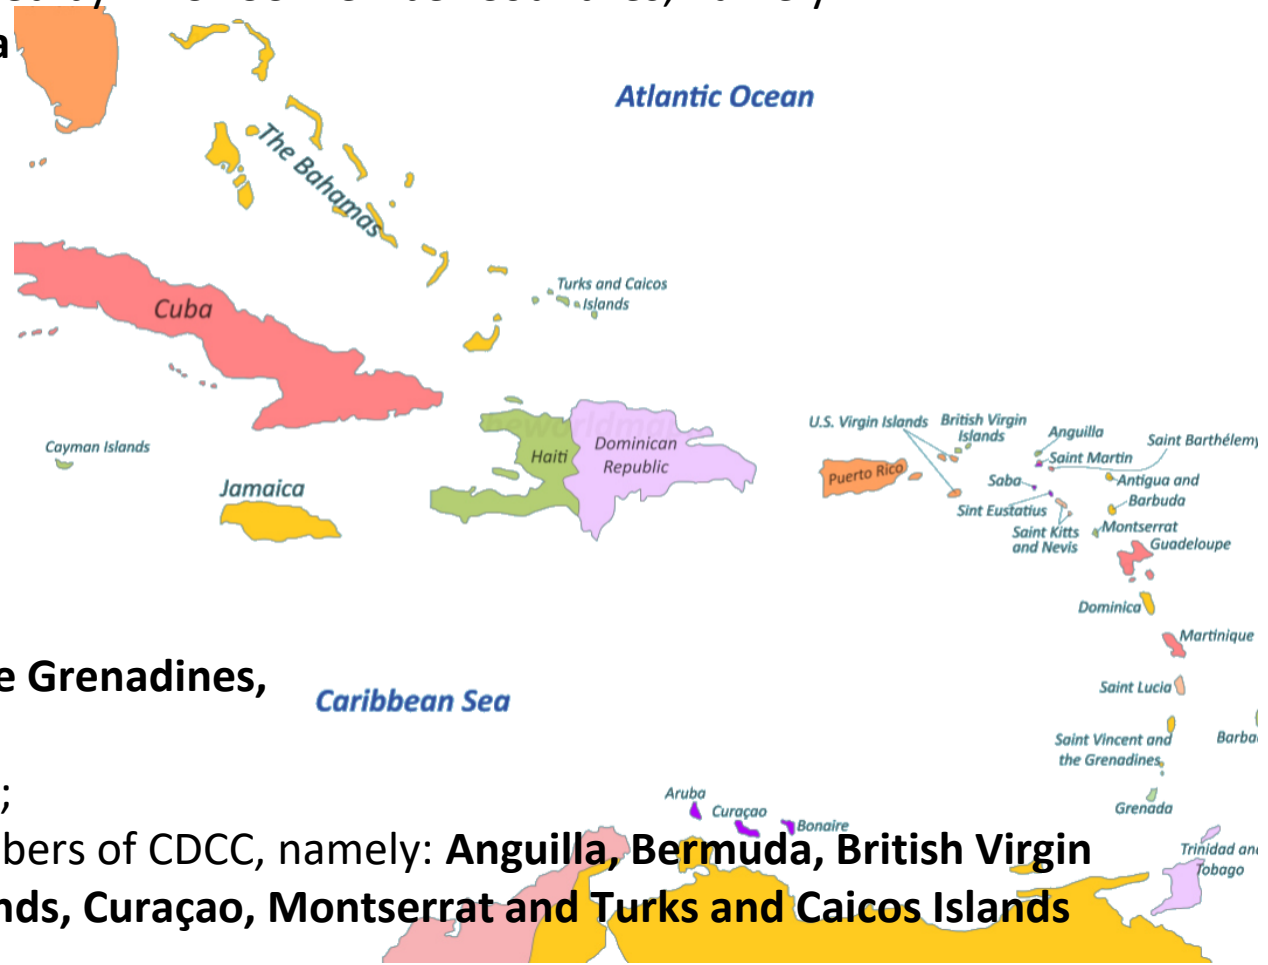 a
Atlantic Ocean
The Bahamas
Turks and Caicos
Islands
Cuba
U.S. Virgin Islands
British Virgin
Islands
Anguilla
Saint Barthélemy
Cayman Islands
Dominican
Republic
Haiti
Saint Martin
Puerto Rico
Saba
Antigua and
Barbuda
Jamaica
Sint Eustatius
Saint Kitts
and Nevis
Montserrat
Guadeloupe
Dominica
Martinique
e Grenadines,
Caribbean Sea
Saint Lucia
Saint Vincent and
the Grenadines
Barba
Grenada
;
Aruba
Curaçao
Bonaire
bers of CDCC, namely: Anguilla, Bermuda, British Virgin
nds, Curaçao, Montserrat and Turks and Caicos Islands
Trinidad and
Tobago